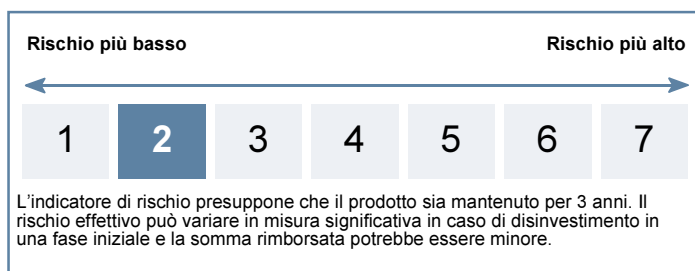 Rischio più basso Rischio più alto
1 2 3 4 5 6 7
L'indicatore di rischio presuppone che il prodotto sia mantenuto per 3 anni. Il
rischio effettivo può variare in misura significativa in caso di disinvestimento in
una fase iniziale e la somma rimborsata potrebbe essere minore.